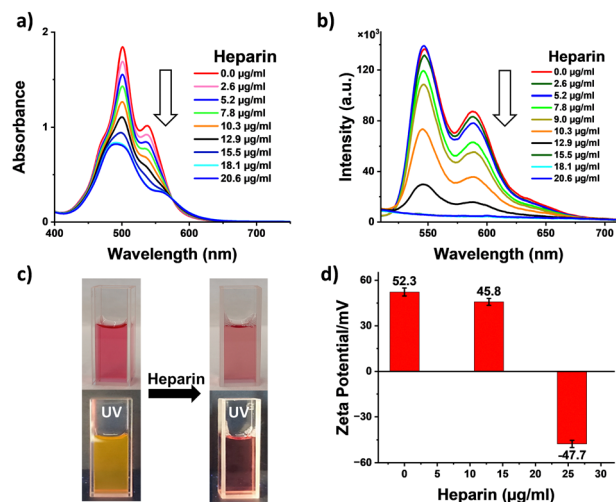 a)
Heparin
0.0 µg/ml
2.6 µg/ml
5.2 µg/ml
7.8 µg/ml
10.3 µg/ml
12.9 µg/ml
15.5 µg/ml
18.1 µg/ml
20.6 µg/ml
2
1
0
Absorbance
400
500
600
700
Wavelength (nm)
b)
×10³
Heparin
0.0 µg/ml
2.6 µg/ml
5.2 µg/ml
7.8 µg/ml
9.0 µg/ml
10.3 µg/ml
12.9 µg/ml
15.5 µg/ml
18.1 µg/ml
20.6 µg/ml
120
80
40
0
Intensity (a.u.)
550
600
650
700
Wavelength (nm)
c)
Heparin
UV
UV
d)
60
30
0
−30
−60
Zeta Potential/mV
52.3
45.8
-47.7
0
5
10
15
20
25
30
Heparin (µg/ml)